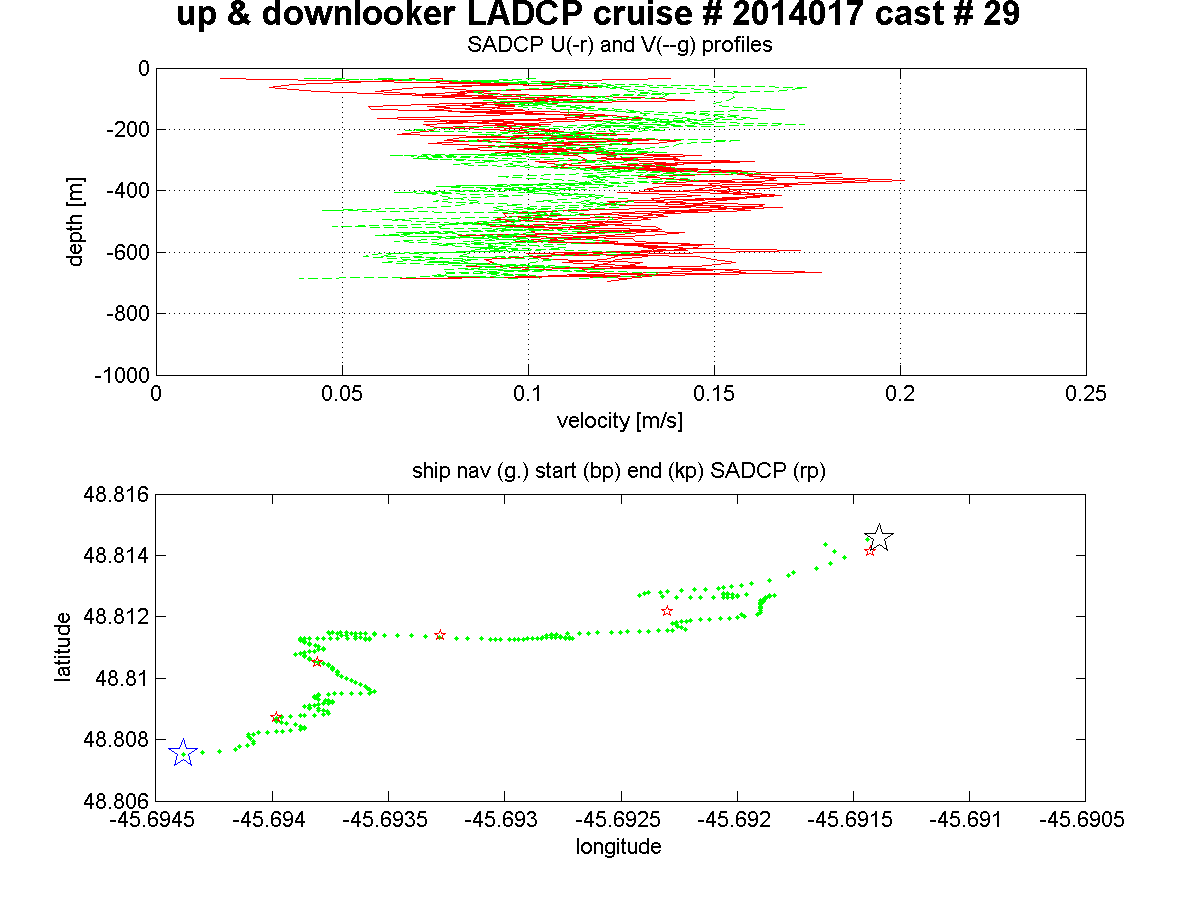 up & downlooker LADCP cruise # 2014017 cast # 29
SADCP U(-r) and V(--g) profiles
0
-200
-400
-600
-800
-1000
depth [m]
0 0.05 0.1 0.15 0.2 0.25
velocity [m/s]
ship nav (g.) start (bp) end (kp) SADCP (rp)
48.816
48.814
48.812
48.81
48.808
48.806
latitude
-45.6945 -45.694 -45.6935 -45.693 -45.6925 -45.692 -45.6915 -45.691 -45.6905
longitude